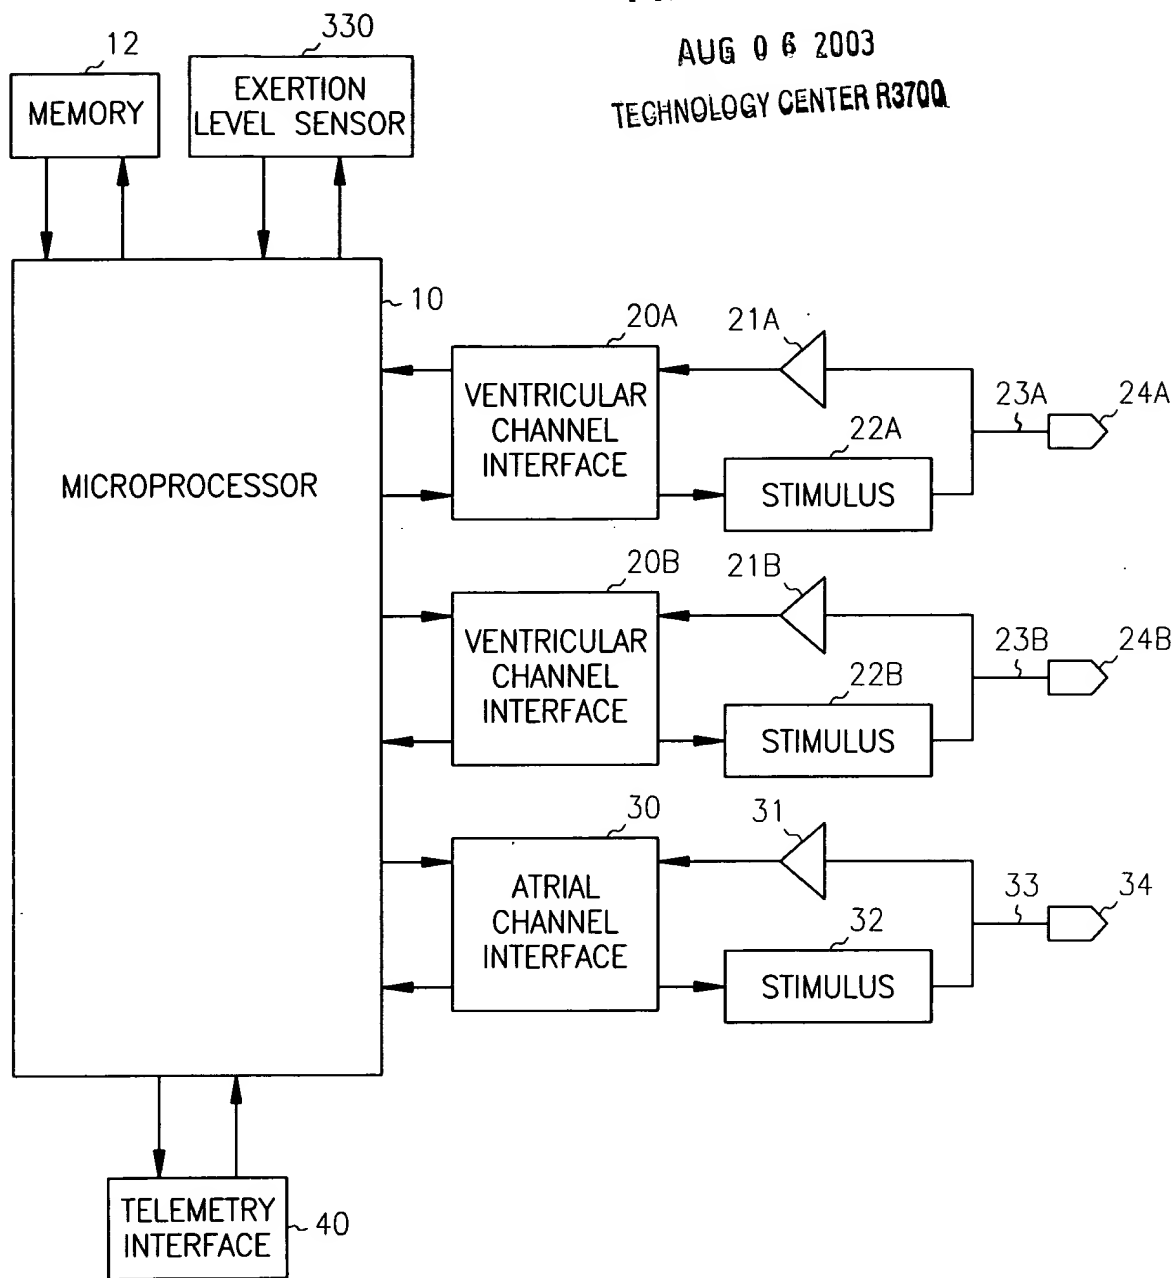 AUG 06 2003
TECHNOLOGY CENTER R3700
12
330
MEMORY
EXERTION
LEVEL SENSOR
10
MICROPROCESSOR
20A
21A
VENTRICULAR
CHANNEL
INTERFACE
22A
STIMULUS
23A
24A
20B
21B
VENTRICULAR
CHANNEL
INTERFACE
22B
STIMULUS
23B
24B
30
31
ATRIAL
CHANNEL
INTERFACE
32
STIMULUS
33
34
TELEMETRY
INTERFACE
40